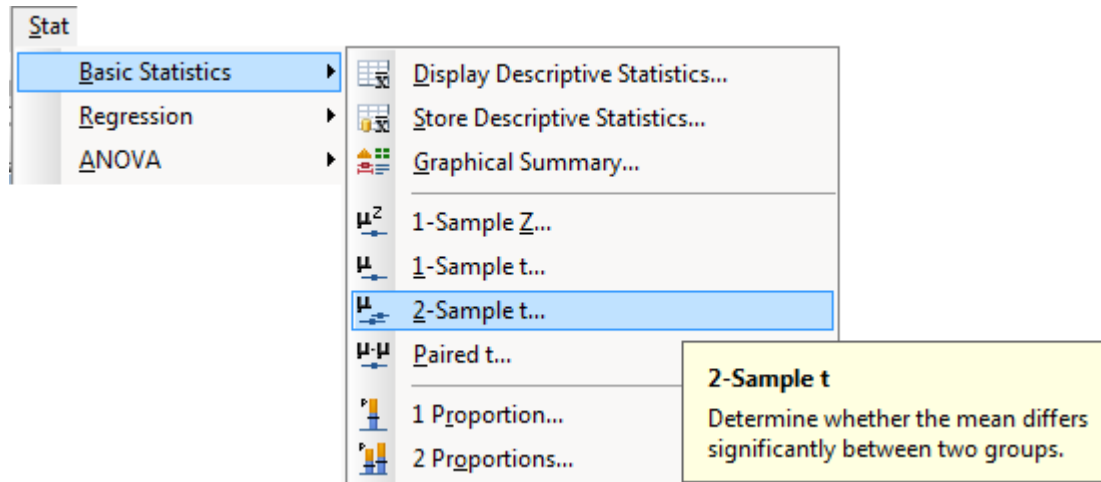 Stat
Basic Statistics
Regression
ANOVA
Display Descriptive Statistics...
Store Descriptive Statistics...
Graphical Summary...
1-Sample Z...
1-Sample t...
2-Sample t...
Paired t...
1 Proportion...
2 Proportions...
2-Sample t
Determine whether the mean differs
significantly between two groups.